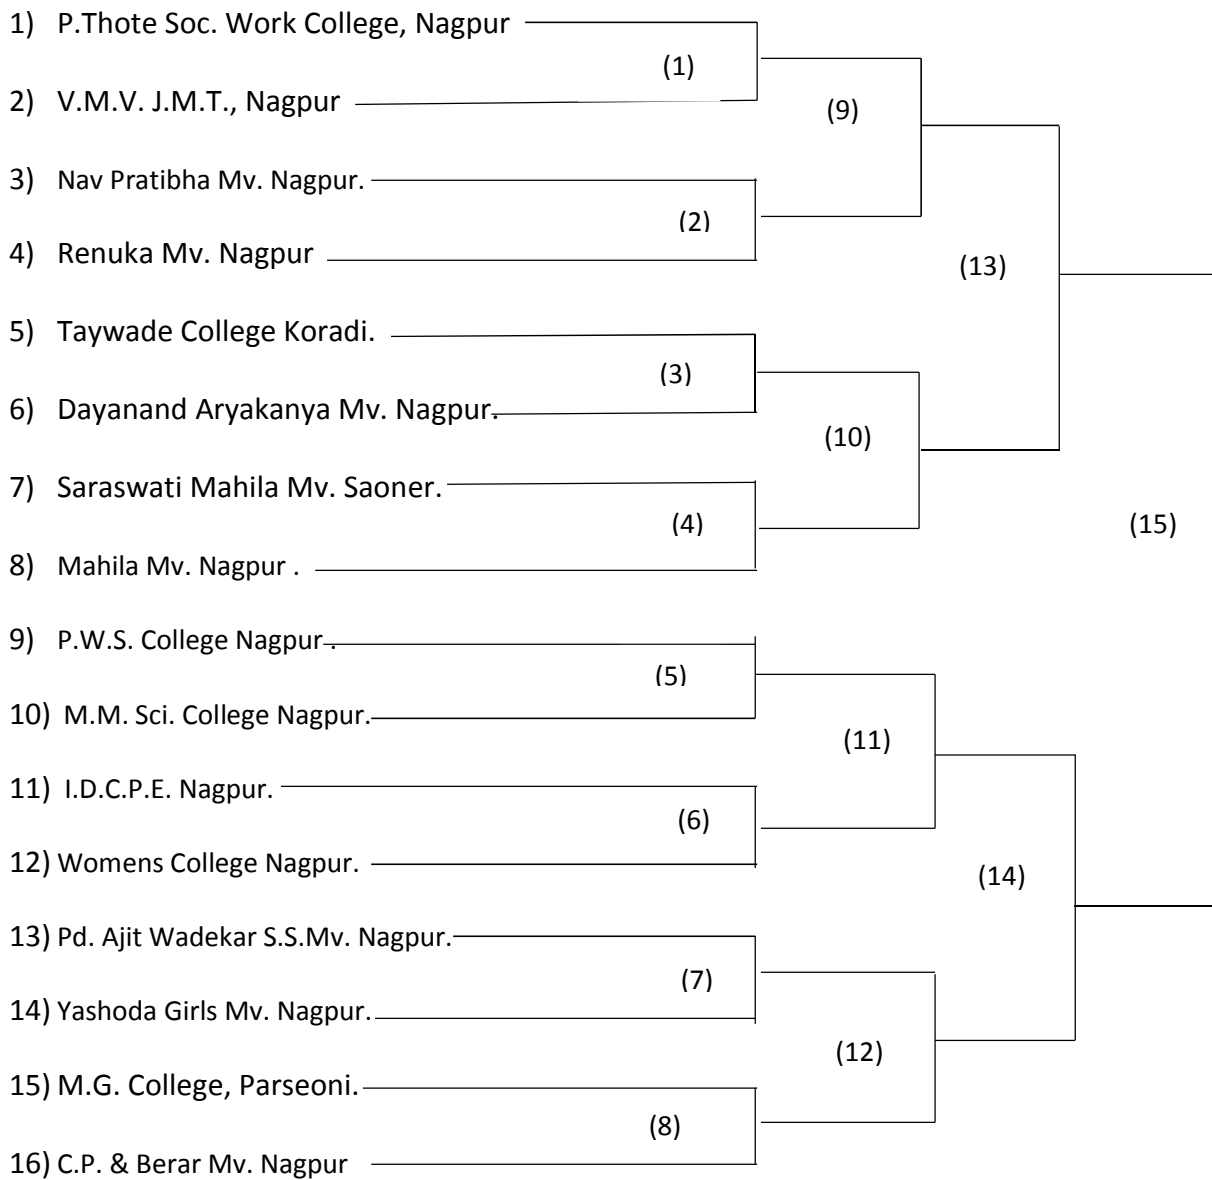 1) P.Thote Soc. Work College, Nagpur
(1)
2) V.M.V. J.M.T., Nagpur
(9)
3) Nav Pratibha Mv. Nagpur.
(2)
4) Renuka Mv. Nagpur
(13)
5) Taywade College Koradi.
(3)
6) Dayanand Aryakanya Mv. Nagpur.
(10)
7) Saraswati Mahila Mv. Saoner.
(4)
(15)
8) Mahila Mv. Nagpur .
9) P.W.S. College Nagpur .
(5)
10) M.M. Sci. College Nagpur.
(11)
11) I.D.C.P.E. Nagpur.
(6)
12) Womens College Nagpur.
(14)
13) Pd. Ajit Wadekar S.S.Mv. Nagpur.
(7)
14) Yashoda Girls Mv. Nagpur.
(12)
15) M.G. College, Parseoni.
(8)
16) C.P. & Berar Mv. Nagpur